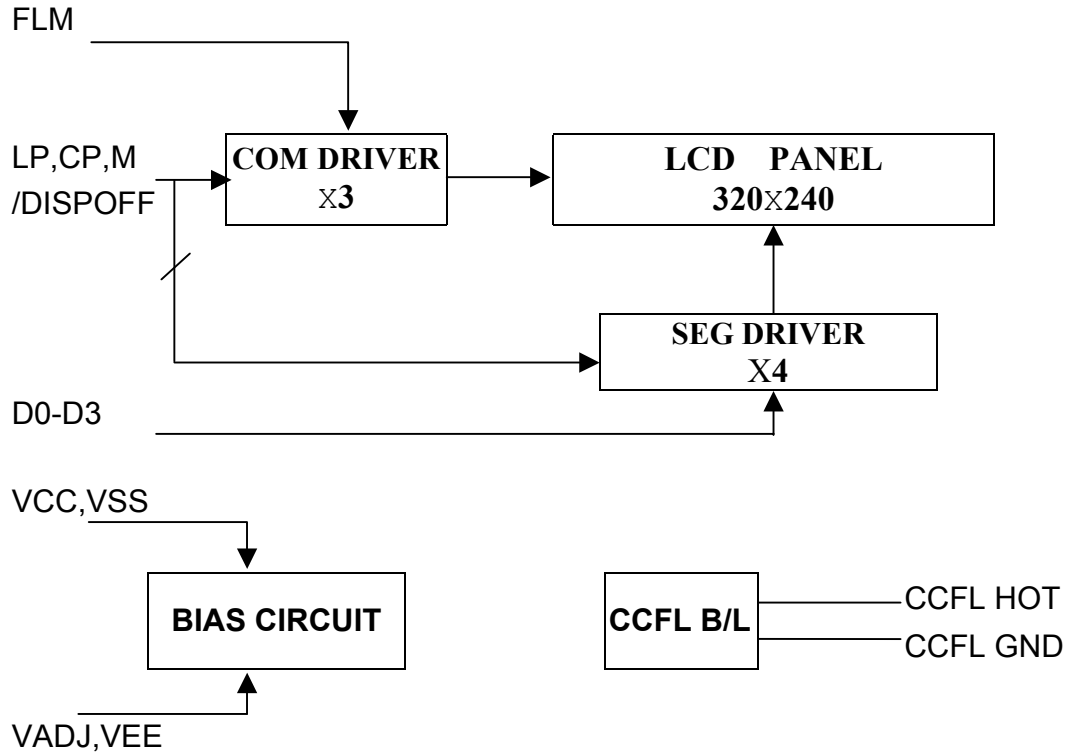 FLM
LP,CP,M
/DISPOFF
COM DRIVER
X3
LCD PANEL
320X240
SEG DRIVER
X4
D0-D3
VCC,VSS
BIAS CIRCUIT
CCFL B/L
CCFL HOT
CCFL GND
VADJ,VEE